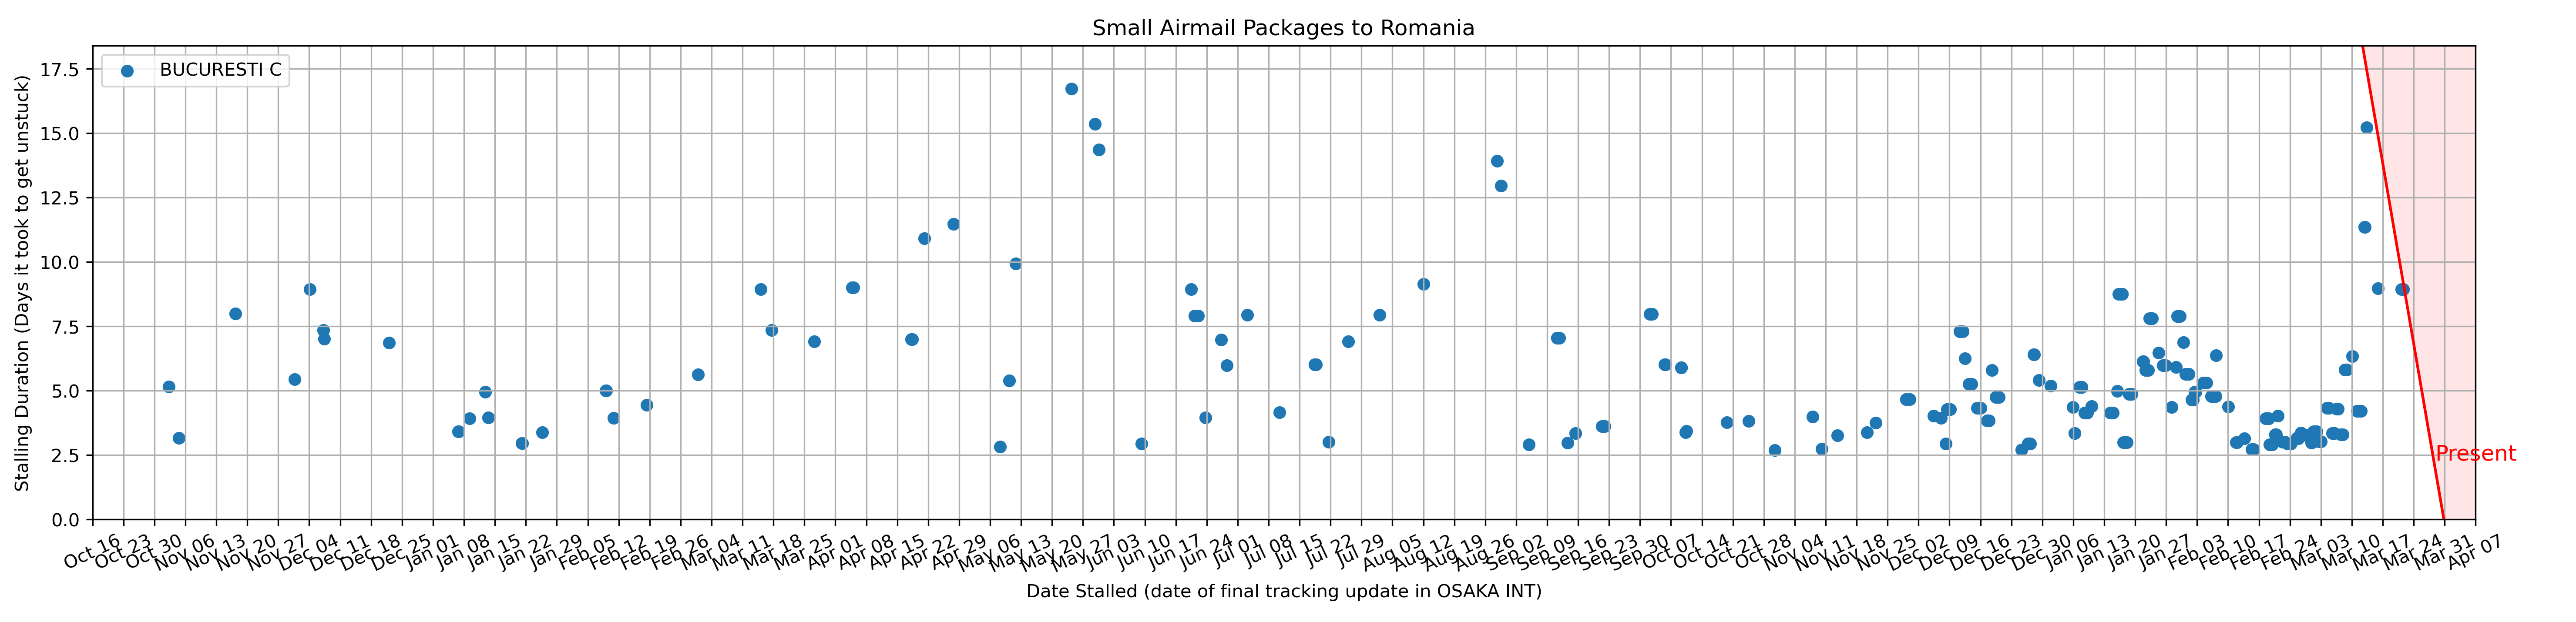 Small Airmail Packages to Romania
BUCURESTI C
Stalling Duration (Days it took to get unstuck)
17.5
15.0
12.5
10.0
7.5
5.0
2.5
0.0
Present
Oct 16
Oct 23
Oct 30
Nov 06
Nov 13
Nov 20
Nov 27
Dec 04
Dec 11
Dec 18
Dec 25
Jan 01
Jan 08
Jan 15
Jan 22
Jan 29
Feb 05
Feb 12
Feb 19
Feb 26
Mar 04
Mar 11
Mar 18
Mar 25
Apr 01
Apr 08
Apr 15
Apr 22
Apr 29
May 06
May 13
May 20
May 27
Jun 03
Jun 10
Jun 17
Jun 24
Jul 01
Jul 08
Jul 15
Jul 22
Jul 29
Aug 05
Aug 12
Aug 19
Aug 26
Sep 02
Sep 09
Sep 16
Sep 23
Sep 30
Oct 07
Oct 14
Oct 21
Oct 28
Nov 04
Nov 11
Nov 18
Nov 25
Dec 02
Dec 09
Dec 16
Dec 23
Dec 30
Jan 06
Jan 13
Jan 20
Jan 27
Feb 03
Feb 10
Feb 17
Feb 24
Mar 03
Mar 10
Mar 17
Mar 24
Mar 31
Apr 07
Date Stalled (date of final tracking update in OSAKA INT)